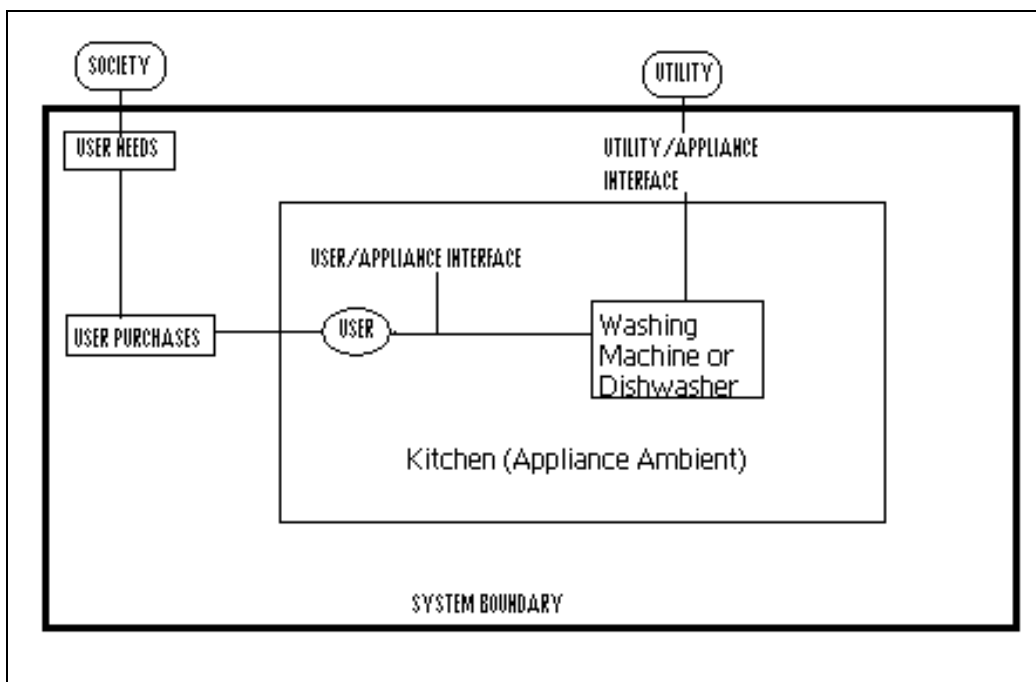 SOCIETY
UTILITY
USER NEEDS
UTILITY/APPLIANCE
INTERFACE
USER/APPLIANCE INTERFACE
USER PURCHASES
USER
Washing
Machine or
Dishwasher
Kitchen (Appliance Ambient)
SYSTEM BOUNDARY